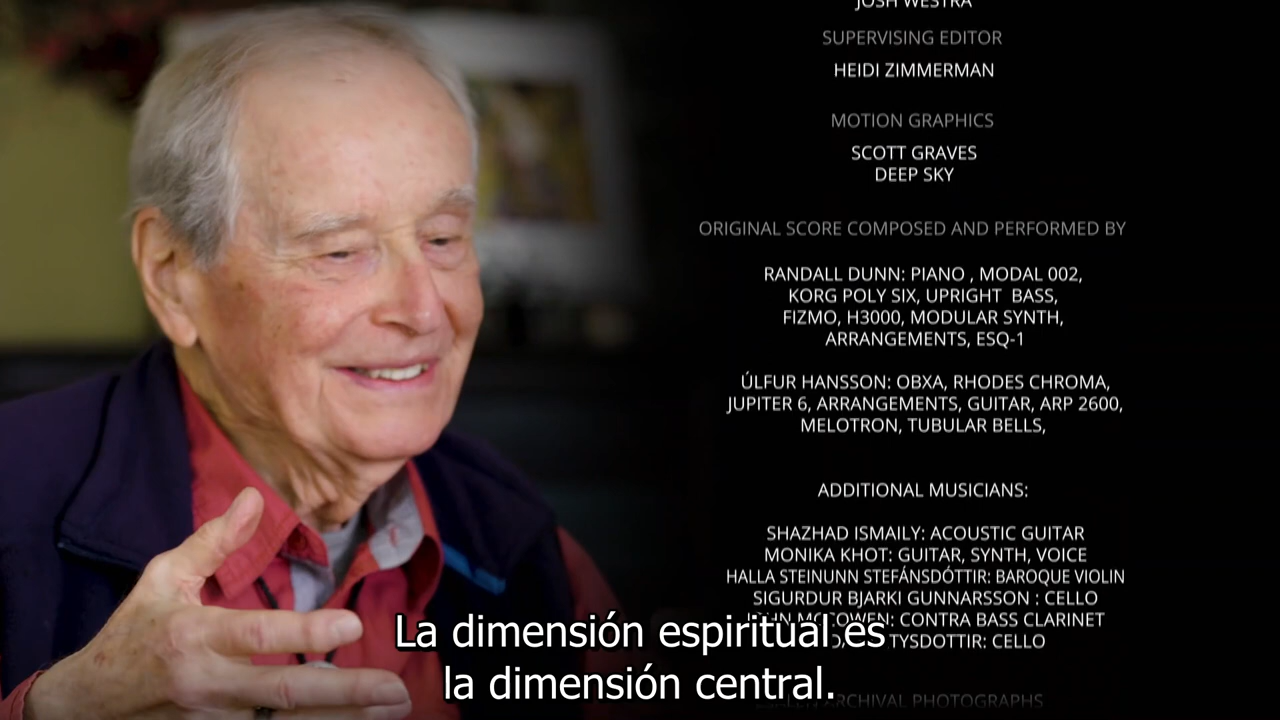 JOSH WESTRA
SUPERVISING EDITOR
HEIDI ZIMMERMAN
MOTION GRAPHICS
SCOTT GRAVES
DEEP SKY
ORIGINAL SCORE COMPOSED AND PERFORMED BY
RANDALL DUNN: PIANO , MODAL 002,
KORG POLY SIX, UPRIGHT BASS,
FIZMO, H3000, MODULAR SYNTH,
ARRANGEMENTS, ESQ-1
ÚLFUR HANSSON: OBXA, RHODES CHROMA,
JUPITER 6, ARRANGEMENTS, GUITAR, ARP 2600,
MELOTRON, TUBULAR BELLS,
ADDITIONAL MUSICIANS:
SHAZHAD ISMAILY: ACOUSTIC GUITAR
MONIKA KHOT: GUITAR, SYNTH, VOICE
HALLA STEINUNN STEFÁNSDÓTTIR: BAROQUE VIOLIN
SIGURDUR BJARKI GUNNARSSON : CELLO
CONTRA BASS CLARINET
CELLO
ARCHIVAL PHOTOGRAPHS
La dimensión espiritual es
la dimensión central.